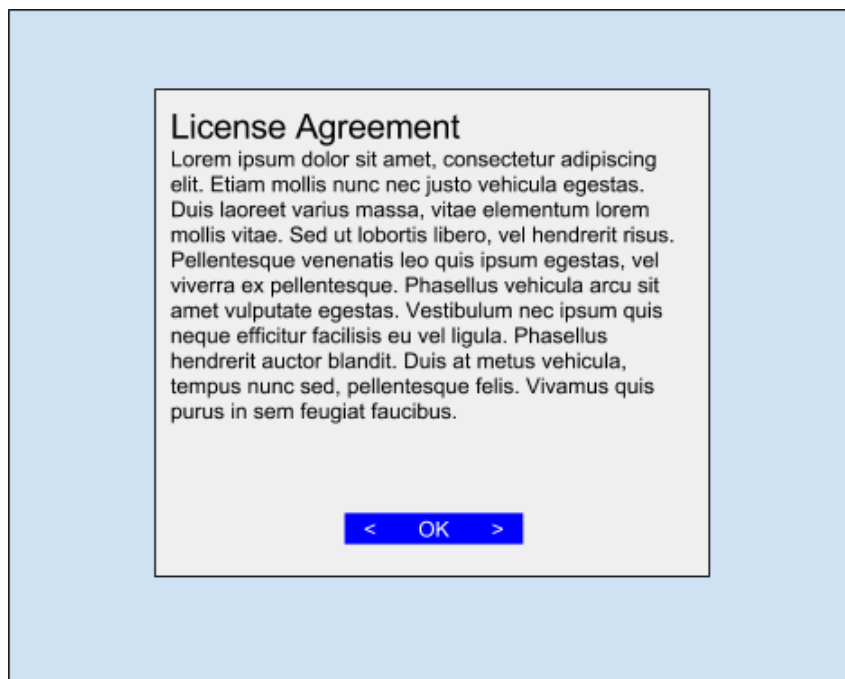 License Agreement
Lorem ipsum dolor sit amet, consectetur adipiscing
elit. Etiam mollis nunc nec justo vehicula egestas.
Duis laoreet varius massa, vitae elementum lorem
mollis vitae. Sed ut lobortis libero, vel hendrerit risus.
Pellentesque venenatis leo quis ipsum egestas, vel
viverra ex pellentesque. Phasellus vehicula arcu sit
amet vulputate egestas. Vestibulum nec ipsum quis
neque efficitur facilisis eu vel ligula. Phasellus
hendrerit auctor blandit. Duis at metus vehicula,
tempus nunc sed, pellentesque felis. Vivamus quis
purus in sem feugiat faucibus.
< OK >